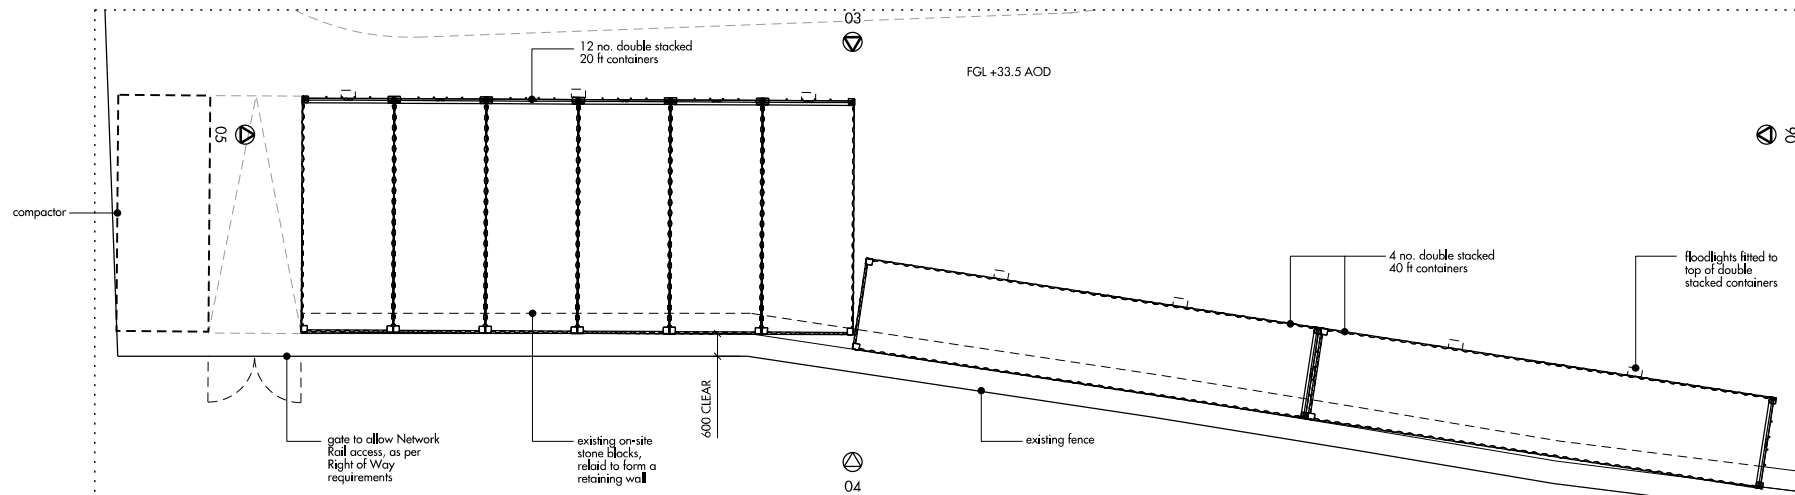 03
12 no. double stacked
20 ft containers
FGL +33.5 AOD
05
06
compactor
4 no. double stacked
40 ft containers
floodlights fitted to
top of double
stacked containers
600 CLEAR
gate to allow Network
Rail access, as per
Right of Way
requirements
existing on-site
stone blocks,
relaid to form a
retaining wall
existing fence
04